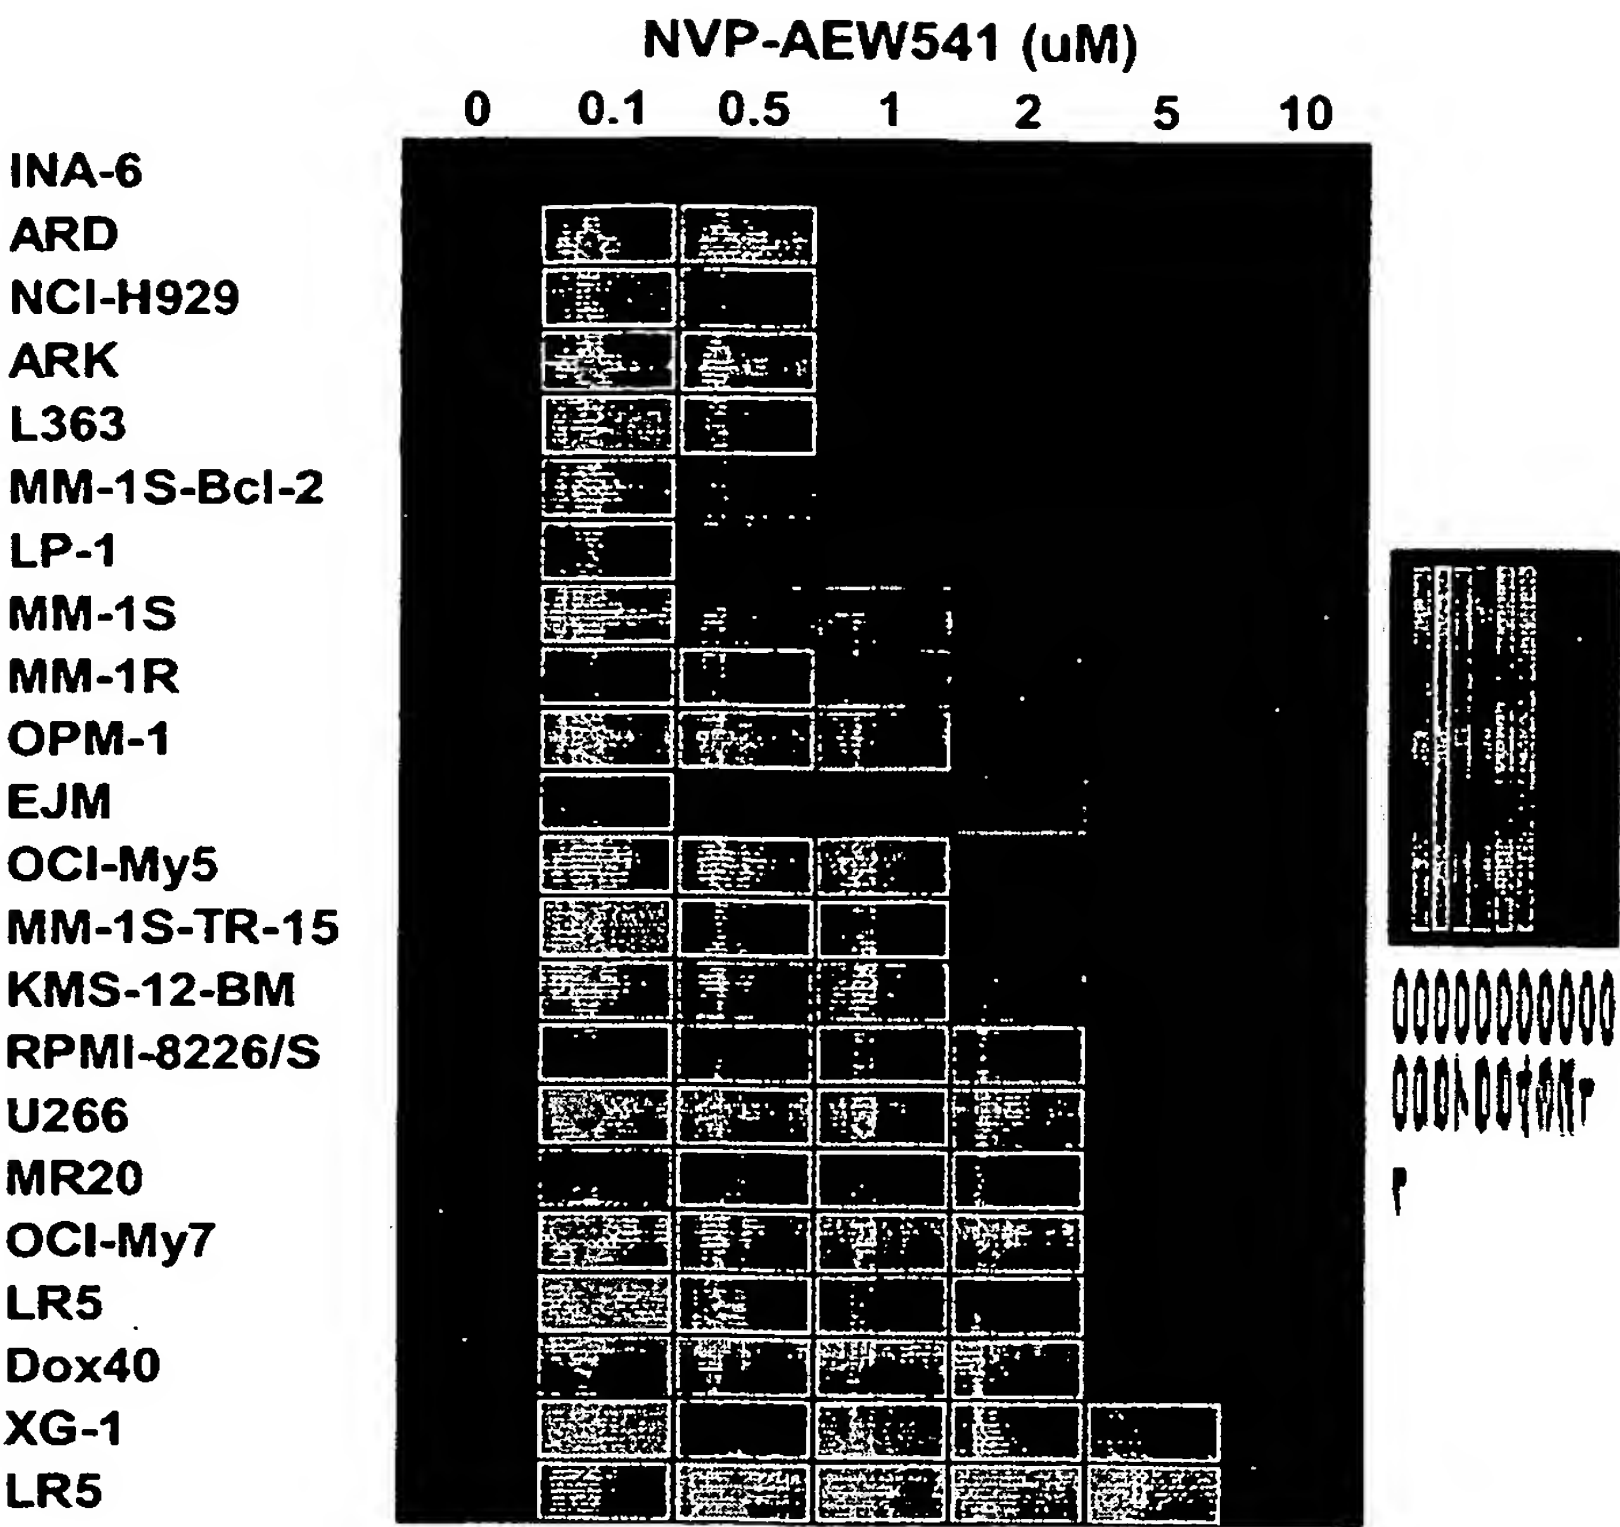 NVP-AEW541 (uM)
0 0.1 0.5 1 2 5 10
INA-6
ARD
NCI-H929
ARK
L363
MM-1S-Bcl-2
LP-1
MM-1S
MM-1R
OPM-1
EJM
OCI-My5
MM-1S-TR-15
KMS-12-BM
RPMI-8226/S
U266
MR20
OCI-My7
LR5
Dox40
XG-1
LR5